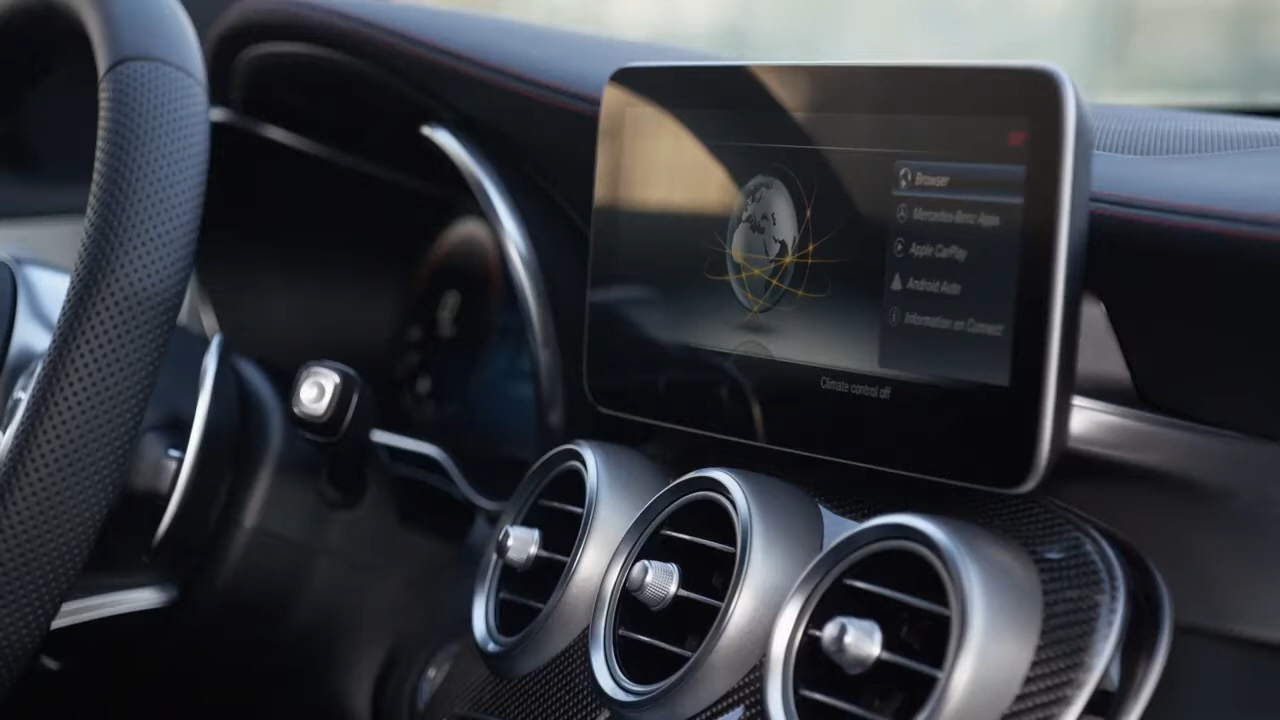 Browser
Mercedes-Benz Apps
Apple CarPlay
Android Auto
Information on Connect
Climate control off